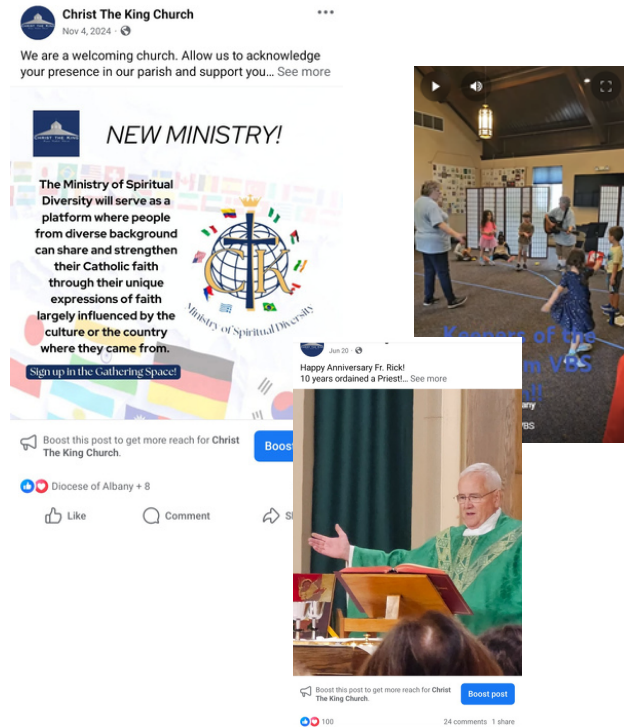 Christ The King Church
Nov 4, 2024
We are a welcoming church. Allow us to acknowledge
your presence in our parish and support you... See more
CHRIST THE KING
NEW MINISTRY!
The Ministry of Spiritual
Diversity will serve as a
platform where people
from diverse background
can share and strengthen
their Catholic faith
through their unique
expressions of faith
largely influenced by the
culture or the country
where they came from.
Sign up in the Gathering Space!
CTK
Ministry of Spiritual Diversity
Boost this post to get more reach for Christ
The King Church.
Boost
Diocese of Albany + 8
Like
Comment
Keepers of the
m VBS
any
VBS
Jun 20
Happy Anniversary Fr. Rick!
10 years ordained a Priest!... See more
Boost this post to get more reach for Christ
The King Church.
Boost post
100
24 comments 1 share